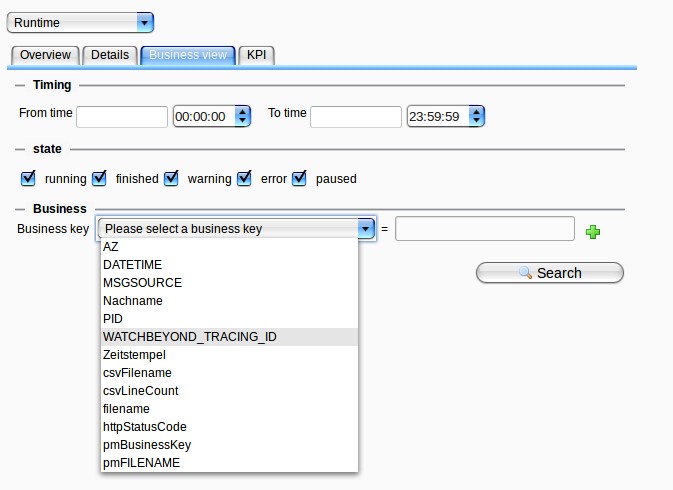 Runtime
Overview Details Business view KPI
Timing
From time 00:00:00 To time 23:59:59
state
running finished warning error paused
Business
Business key Please select a business key =
AZ
DATETIME
MSGSOURCE
Nachname
PID
WATCHBEYOND_TRACING_ID
Zeitstempel
csvFilename
csvLineCount
filename
httpStatusCode
pmBusinessKey
pmFILENAME
Search